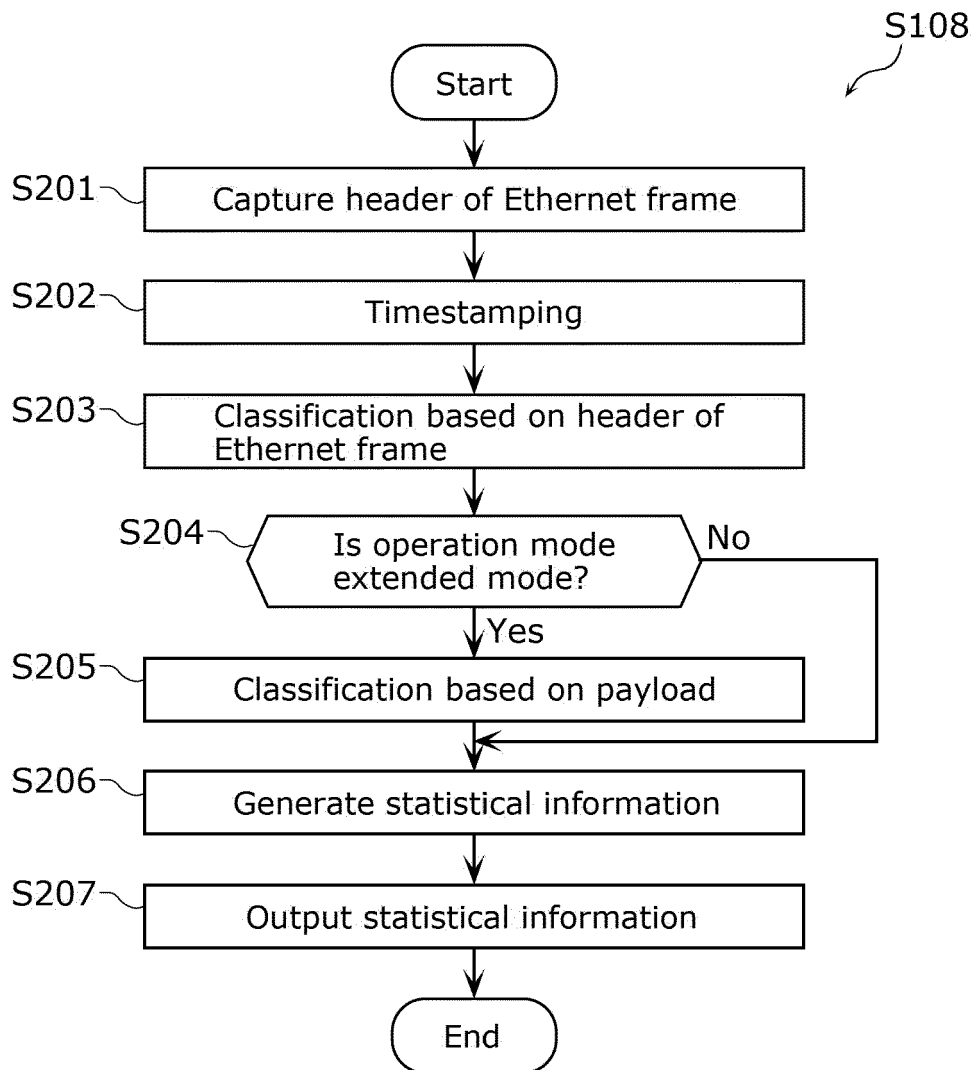 S108
Start
S201
Capture header of Ethernet frame
S202
Timestamping
S203
Classification based on header of
Ethernet frame
S204
Is operation mode
extended mode?
No
Yes
S205
Classification based on payload
S206
Generate statistical information
S207
Output statistical information
End